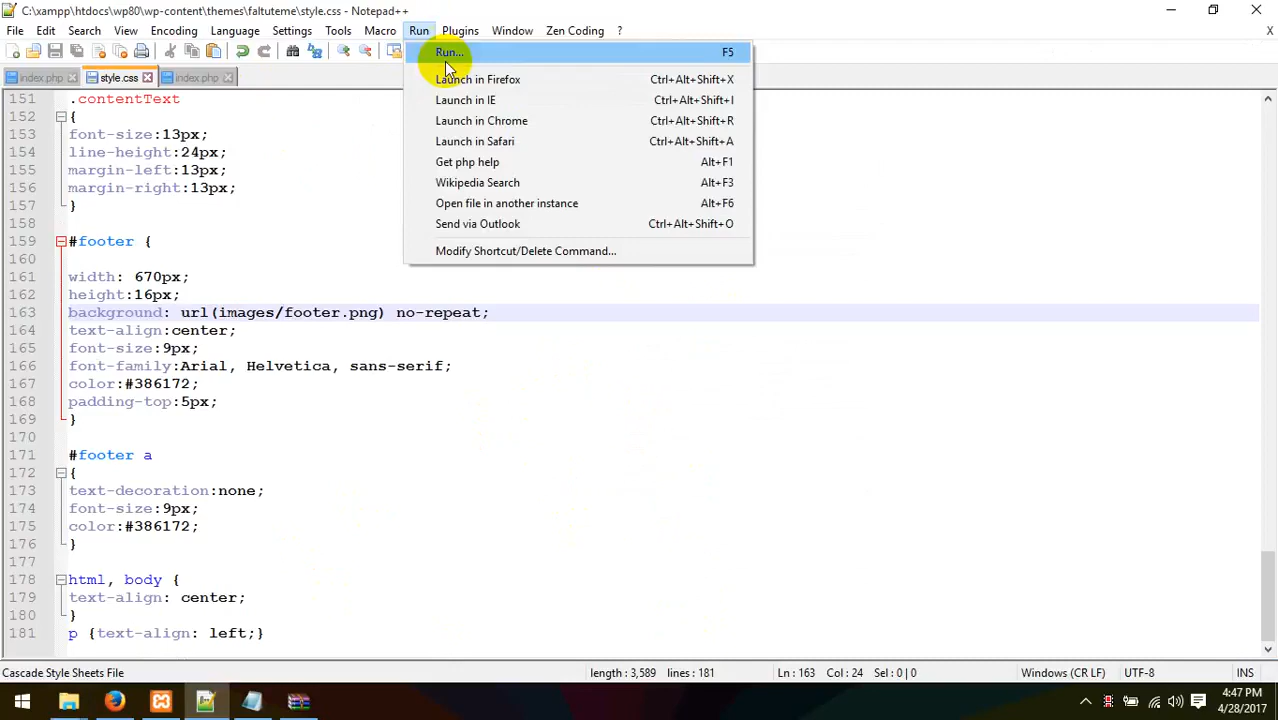 C:\xampp\htdocs\wp80\wp-content\themes\faltuteme\style.css - Notepad++
File Edit Search View Encoding Language Settings Tools Macro Run Plugins Window Zen Coding ? X
index.php style.css index.php
Run... F5
Launch in Firefox Ctrl+Alt+Shift+X
Launch in IE Ctrl+Alt+Shift+I
Launch in Chrome Ctrl+Alt+Shift+R
Launch in Safari Ctrl+Alt+Shift+A
Get php help Alt+F1
Wikipedia Search Alt+F3
Open file in another instance Alt+F6
Send via Outlook Ctrl+Alt+Shift+O
Modify Shortcut/Delete Command...
151 .contentText
152 {
153 font-size:13px;
154 line-height:24px;
155 margin-left:13px;
156 margin-right:13px;
157 }
158
159 #footer {
160
161 width: 670px;
162 height:16px;
163 background: url(images/footer.png) no-repeat;
164 text-align:center;
165 font-size:9px;
166 font-family:Arial, Helvetica, sans-serif;
167 color:#386172;
168 padding-top:5px;
169 }
170
171 #footer a
172 {
173 text-decoration:none;
174 font-size:9px;
175 color:#386172;
176 }
177
178 html, body {
179 text-align: center;
180 }
181 p {text-align: left;}
Cascade Style Sheets File length : 3,589 lines : 181 Ln : 163 Col : 24 Sel : 0 | 0 Windows (CR LF) UTF-8 INS
4:47 PM
4/28/2017